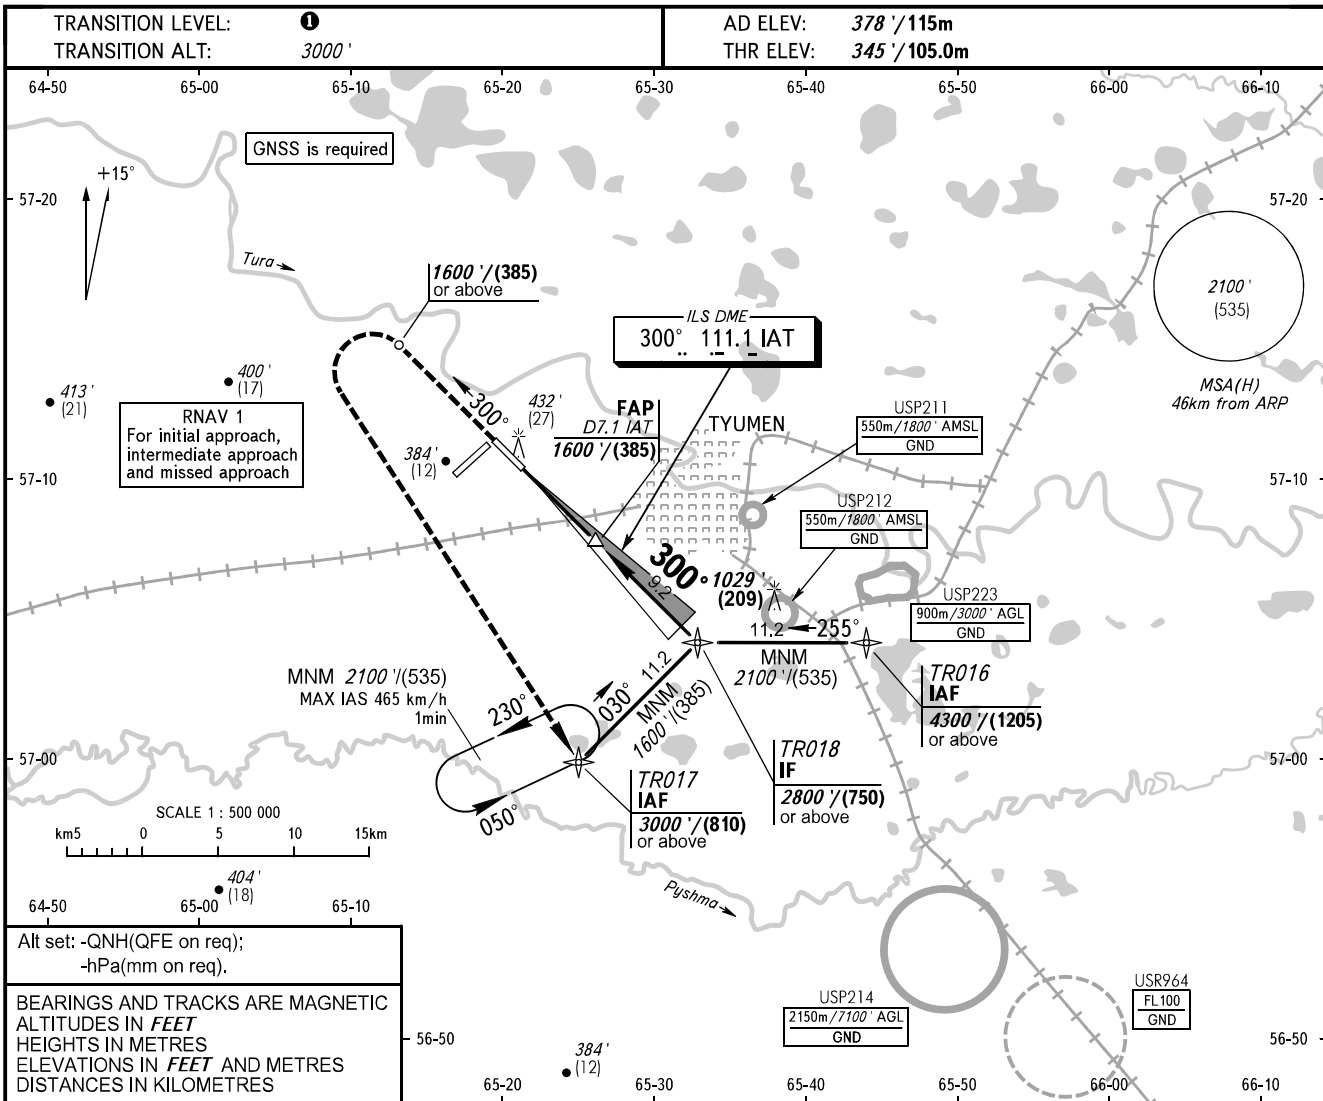 TRANSITION LEVEL: ❶
TRANSITION ALT: 3000 '
AD ELEV: 378 '/115m
THR ELEV: 345 '/105.0m
64-50 65-00 65-10 65-20 65-30 65-40 65-50 66-00 66-10
GNSS is required
+15°
57-20 57-20
Tura
1600 '/(385)
or above
2100 '
(535)
MSA(H)
46km from ARP
ILS DME
300° 111.1 IAT
.. .– –
413 '
(21)
400 '
(17)
RNAV 1
For initial approach,
intermediate approach
and missed approach
300°
432 '
(27)
384 '
(12)
FAP
D7.1 IAT
1600 '/(385)
TYUMEN
USP211
550m/1800 ' AMSL
GND
57-10 57-10
USP212
550m/1800 ' AMSL
GND
300°
9.2
1029 '
(209)
USP223
900m/3000 ' AGL
GND
11.2 255°
MNM
2100 '/(535)
TR016
IAF
4300 '/(1205)
or above
MNM 2100 '/(535)
MAX IAS 465 km/h
1min
230°
030°
11.2
MNM
1600 '/(385)
050°
TR018
IF
2800 '/(750)
or above
57-00 57-00
TR017
IAF
3000 '/(810)
or above
SCALE 1 : 500 000
km5 0 5 10 15km
404 '
(18)
Pyshma
64-50 65-00 65-10
Alt set: -QNH(QFE on req);
-hPa(mm on req).
BEARINGS AND TRACKS ARE MAGNETIC
ALTITUDES IN FEET
HEIGHTS IN METRES
ELEVATIONS IN FEET AND METRES
DISTANCES IN KILOMETRES
USP214
2150m/7100 ' AGL
GND
USR964
FL100
GND
56-50 56-50
384 '
(12)
65-20 65-30 65-40 65-50 66-00 66-10